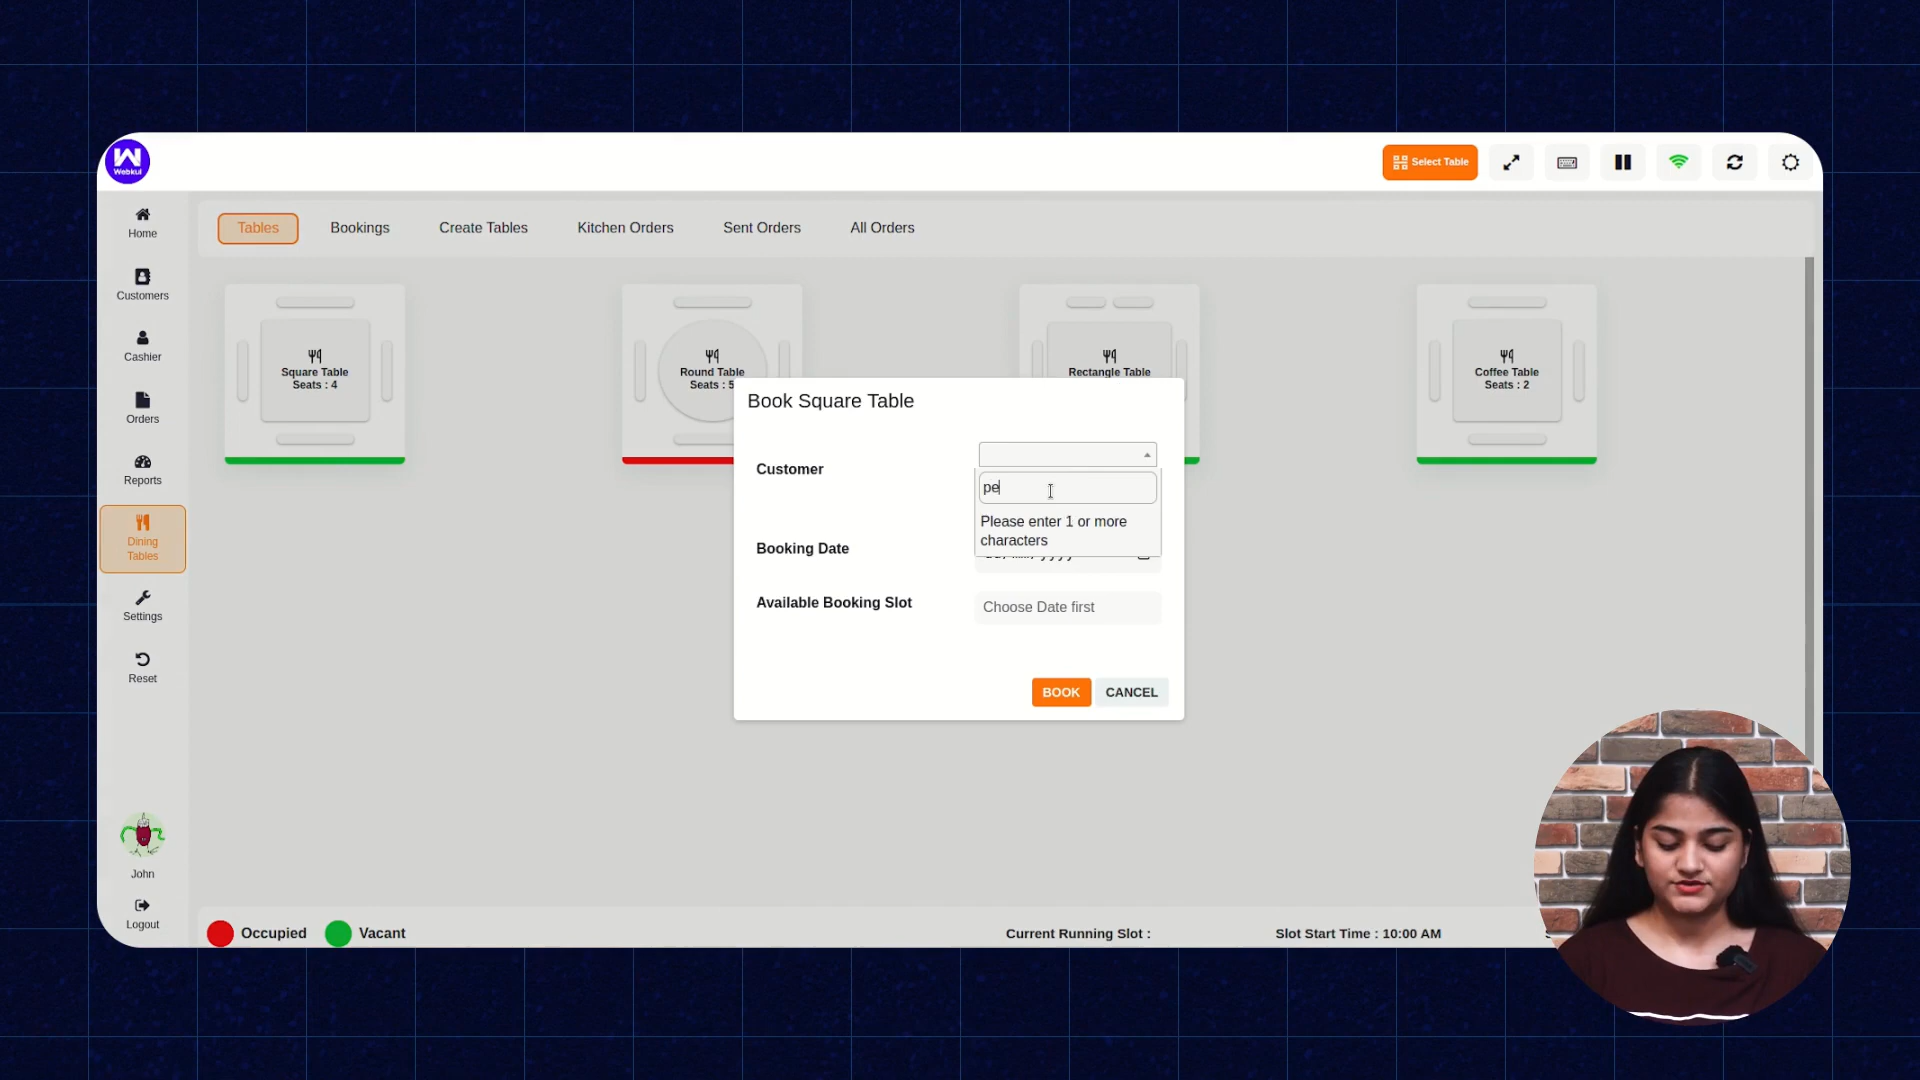 W
Webkul
Select Table
Home
Customers
Cashier
Orders
Reports
Dining
Tables
Settings
Reset
John
Logout
Tables
Bookings
Create Tables
Kitchen Orders
Sent Orders
All Orders
Square Table
Seats : 4
Round Table
Seats : 5
Rectangle Table
Coffee Table
Seats : 2
Book Square Table
Customer
pe
Please enter 1 or more
characters
Booking Date
Available Booking Slot
Choose Date first
BOOK
CANCEL
Occupied
Vacant
Current Running Slot :
Slot Start Time : 10:00 AM